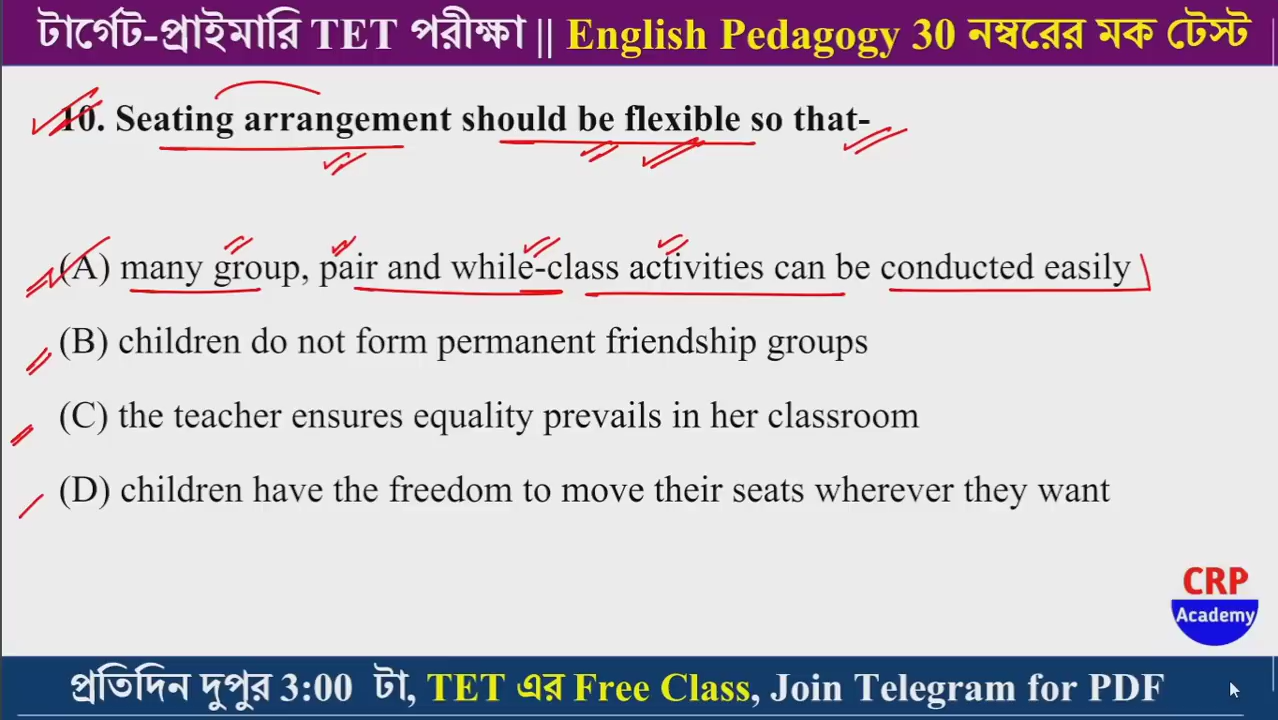 টার্গেট-প্রাইমারি TET পরীক্ষা || English Pedagogy 30 নম্বরের মক টেস্ট
10. Seating arrangement should be flexible so that-
(A) many group, pair and while-class activities can be conducted easily
(B) children do not form permanent friendship groups
(C) the teacher ensures equality prevails in her classroom
(D) children have the freedom to move their seats wherever they want
CRP
Academy
প্রতিদিন দুপুর 3:00 টা, TET এর Free Class, Join Telegram for PDF